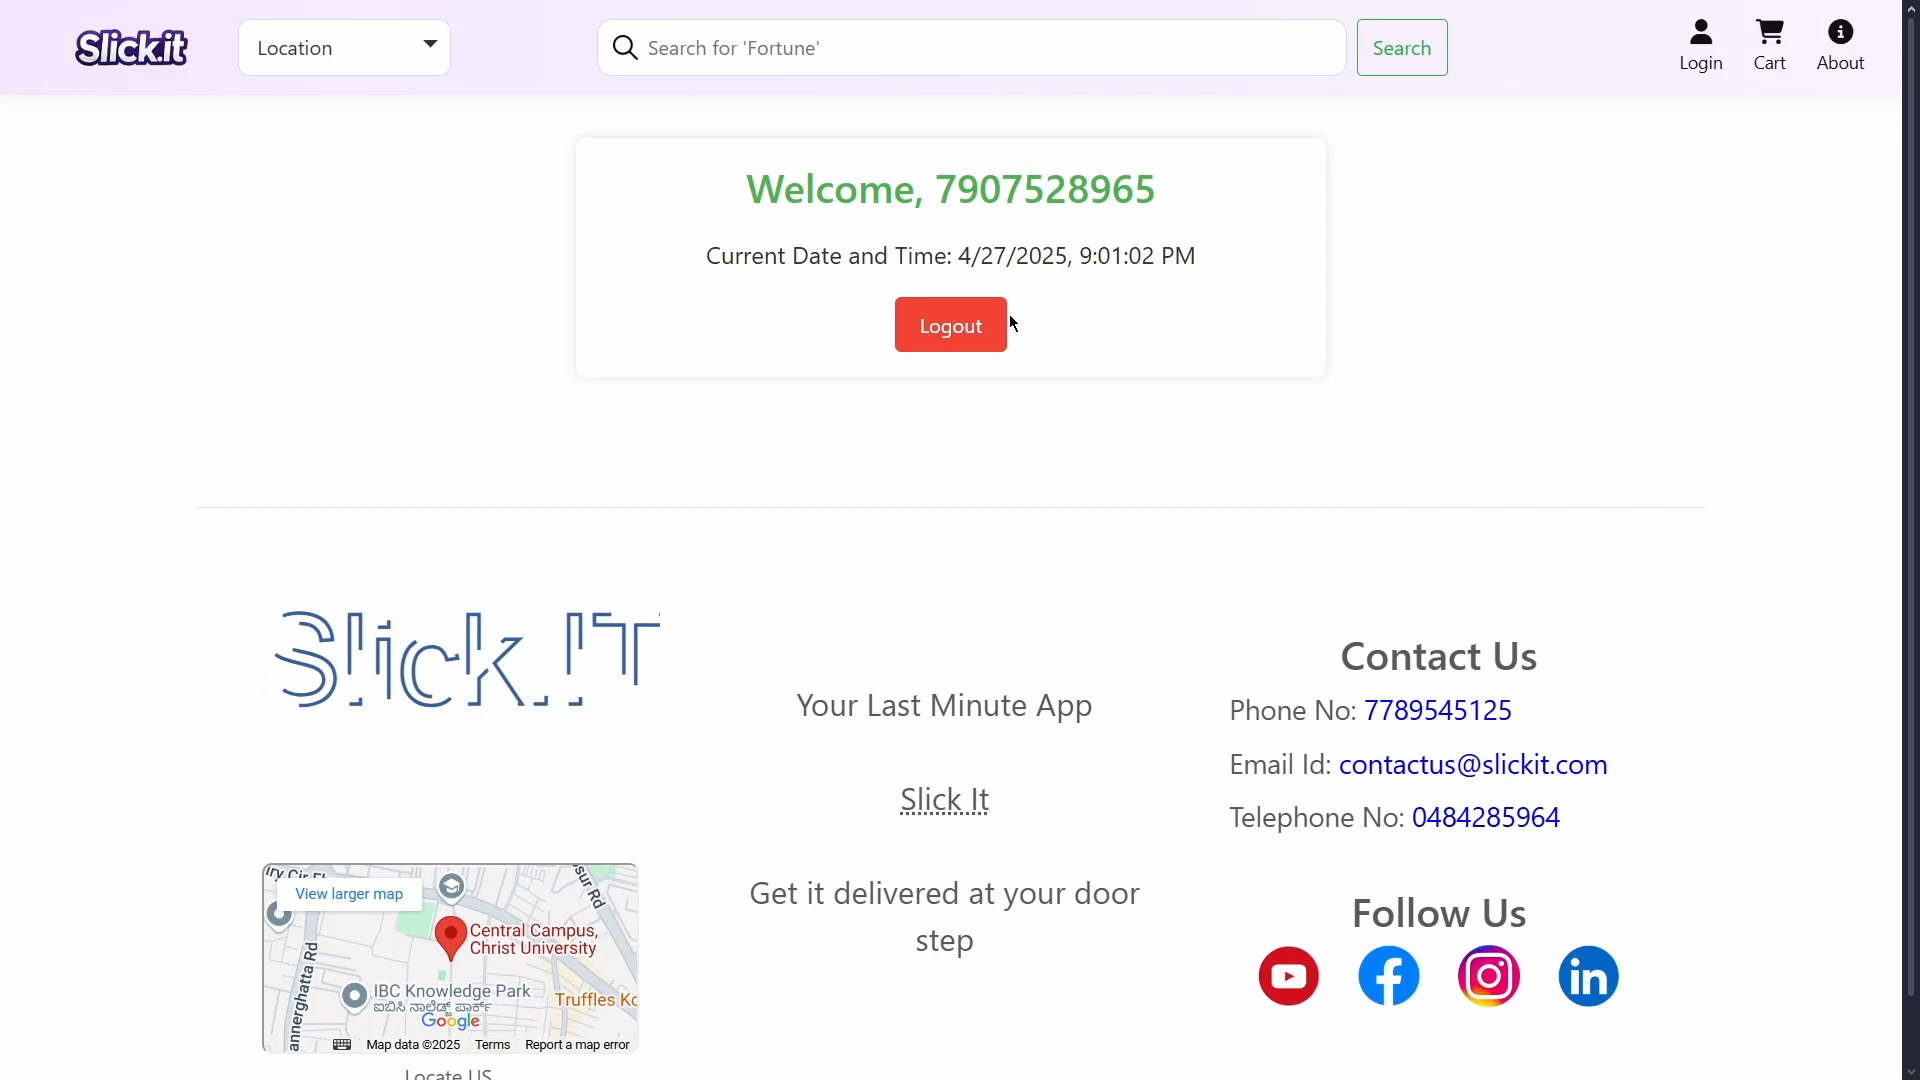 Slick.it
Location
Search for 'Fortune'
Search
Login
Cart
About
Welcome, 7907528965
Current Date and Time: 4/27/2025, 9:01:02 PM
Logout
Slick.IT
Your Last Minute App
Slick It
Get it delivered at your door
step
Contact Us
Phone No: 7789545125
Email Id: contactus@slickit.com
Telephone No: 0484285964
Follow Us
View larger map
Central Campus,
Christ University
annerghatta Rd
sur Rd
IBC Knowledge Park
ಐಬಿಸಿ ನಾಲೆಡ್ಜ್ ಪಾರ್ಕ್
Truffles Ko
Google
Map data ©2025
Terms
Report a map error
Locate US